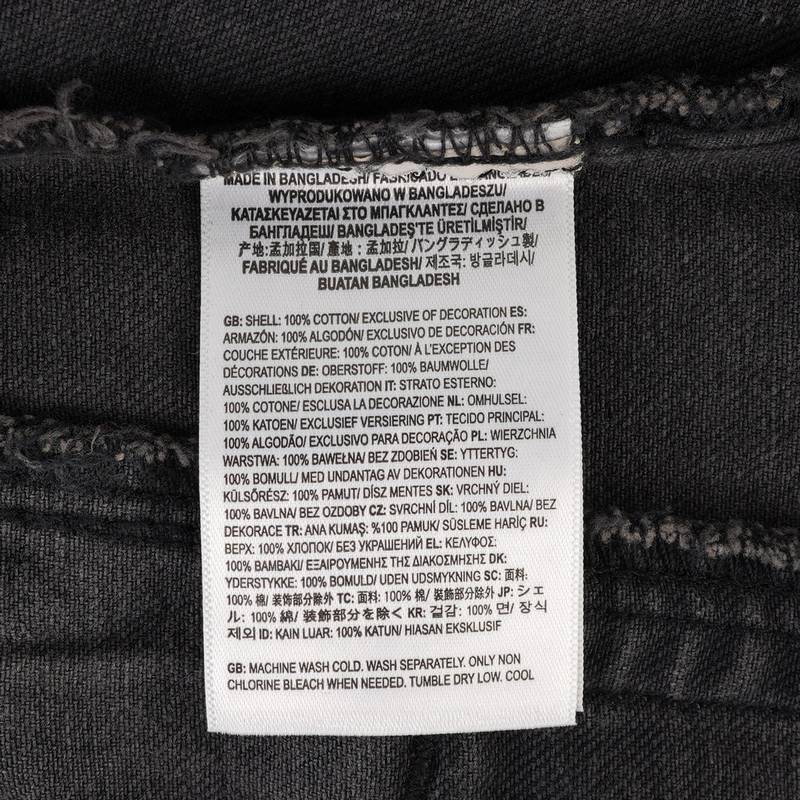 MADE IN BANGLADESH/ FABRICADO EN BANGLADESH/
WYPRODUKOWANO W BANGLADESZU/
ΚΑΤΑΣΚΕΥΑΖΕΤΑΙ ΣΤΟ ΜΠΑΓΚΛΑΝΤΕΣ/ СДЕЛАНО В
БАНГЛАДЕШ/ BANGLADEŞ'TE ÜRETİLMİŞTİR/
产地:孟加拉国/ 產地：孟加拉/ バングラディッシュ製/
FABRIQUÉ AU BANGLADESH/ 제조국: 방글라데시/
BUATAN BANGLADESH
GB: SHELL: 100% COTTON/ EXCLUSIVE OF DECORATION ES:
ARMAZÓN: 100% ALGODÓN/ EXCLUSIVO DE DECORACIÓN FR:
COUCHE EXTÉRIEURE: 100% COTON/ À L'EXCEPTION DES
DÉCORATIONS DE: OBERSTOFF: 100% BAUMWOLLE/
AUSSCHLIEßLICH DEKORATION IT: STRATO ESTERNO:
100% COTONE/ ESCLUSA LA DECORAZIONE NL: OMHULSEL:
100% KATOEN/ EXCLUSIEF VERSIERING PT: TECIDO PRINCIPAL:
100% ALGODÃO/ EXCLUSIVO PARA DECORAÇÃO PL: WIERZCHNIA
WARSTWA: 100% BAWEŁNA/ BEZ ZDOBIEŃ SE: YTTERTYG:
100% BOMULL/ MED UNDANTAG AV DEKORATIONEN HU:
KÜLSŐRÉSZ: 100% PAMUT/ DÍSZ MENTES SK: VRCHNÝ DIEL:
100% BAVLNA/ BEZ OZDOBY CZ: SVRCHNÍ DÍL: 100% BAVLNA/ BEZ
DEKORACE TR: ANA KUMAŞ: %100 PAMUK/ SÜSLEME HARİÇ RU:
ВЕРХ: 100% ХЛОПОК/ БЕЗ УКРАШЕНИЙ EL: ΚΕΛΥΦΟΣ:
100% ΒΑΜΒΑΚΙ/ ΕΞΑΙΡΟΥΜΕΝΗΣ ΤΗΣ ΔΙΑΚΟΣΜΗΣΗΣ DK:
YDERSTYKKE: 100% BOMULD/ UDEN UDSMYKNING SC: 面料:
100% 棉/ 装饰部分除外 TC: 面料: 100% 棉/ 裝飾部分除外 JP: シェ
ル: 100% 綿/ 装飾部分を除く KR: 겉감: 100% 면/ 장식
제외 ID: KAIN LUAR: 100% KATUN/ HIASAN EKSKLUSIF
GB: MACHINE WASH COLD. WASH SEPARATELY. ONLY NON
CHLORINE BLEACH WHEN NEEDED. TUMBLE DRY LOW. COOL